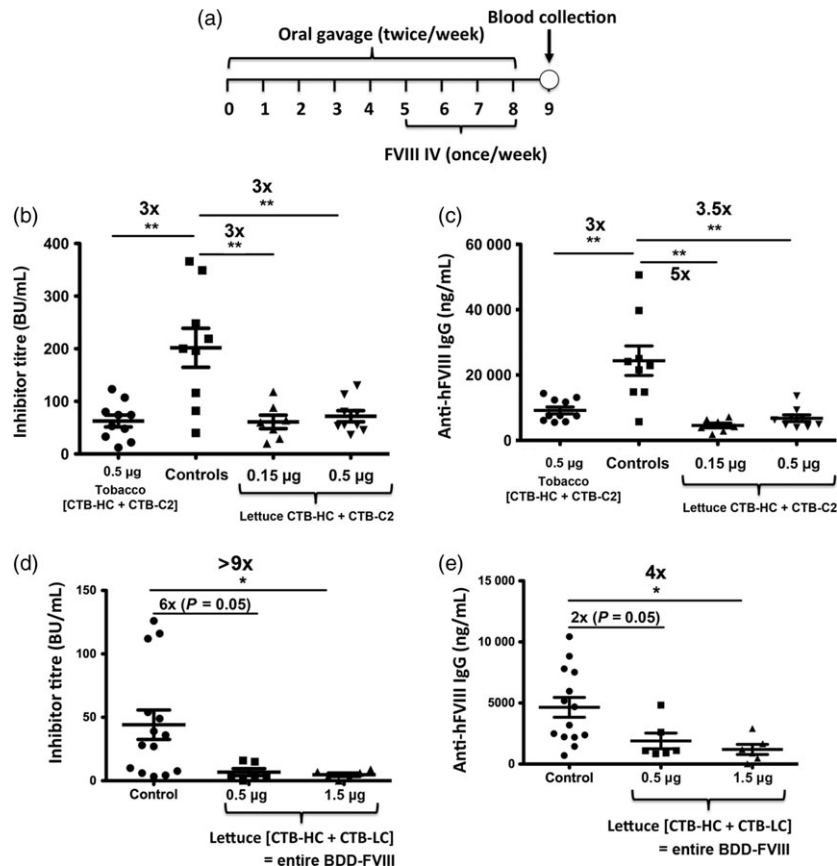 (a)
Blood collection
Oral gavage (twice/week)
0 1 2 3 4 5 6 7 8 9
FVIII IV (once/week)
(b)
3x
**
3x
**
3x
**
Inhibitor titre (BU/mL)
400
300
200
100
0
0.5 µg
Tobacco
[CTB-HC + CTB-C2]
Controls
0.15 µg
0.5 µg
Lettuce CTB-HC + CTB-C2
(c)
3x
**
3.5x
**
**
5x
Anti-hFVIII IgG (ng/mL)
60 000
40 000
20 000
0
0.5 µg
Tobacco
[CTB-HC + CTB-C2]
Controls
0.15 µg
0.5 µg
Lettuce CTB-HC + CTB-C2
(d)
>9x
*
6x (P = 0.05)
Inhibitor titre (BU/mL)
150
100
50
0
Control
0.5 µg
1.5 µg
Lettuce [CTB-HC + CTB-LC]
= entire BDD-FVIII
(e)
4x
*
2x (P = 0.05)
Anti-hFVIII IgG (ng/mL)
15 000
10 000
5000
0
Control
0.5 µg
1.5 µg
Lettuce [CTB-HC + CTB-LC]
= entire BDD-FVIII